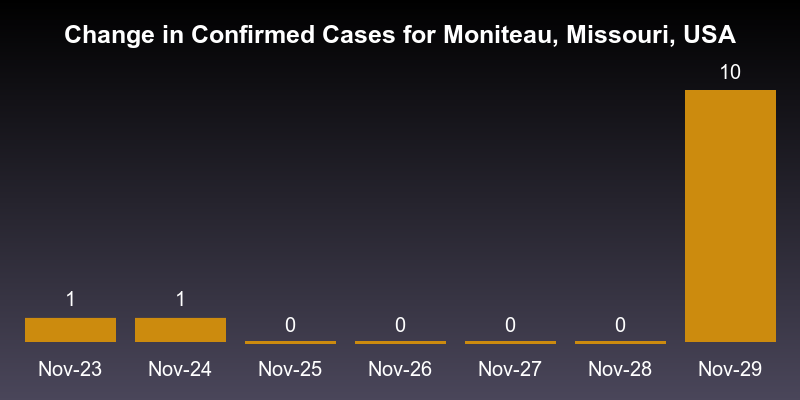 Change in Confirmed Cases for Moniteau, Missouri, USA
10
1 1 0 0 0 0
Nov-23 Nov-24 Nov-25 Nov-26 Nov-27 Nov-28 Nov-29